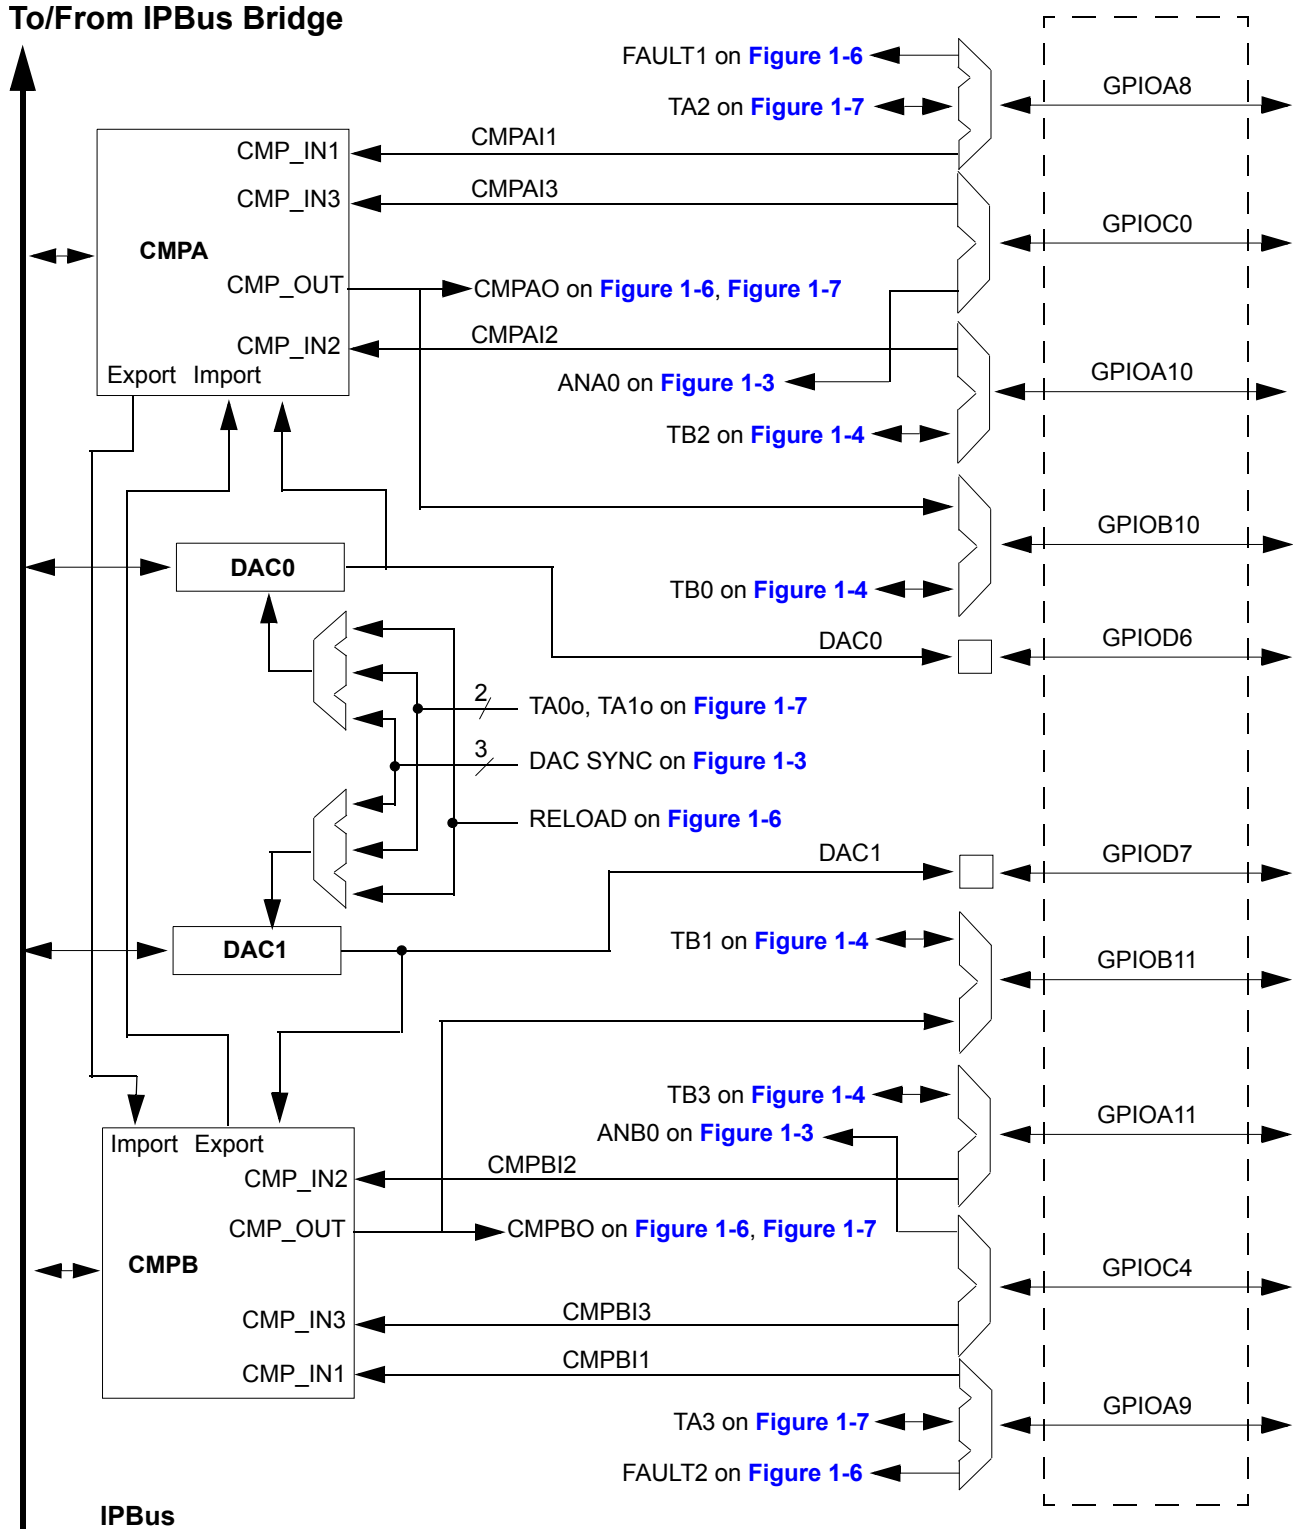 To/From IPBus Bridge
FAULT1 on Figure 1-6
GPIOA8
TA2 on Figure 1-7
CMP_IN1
CMPAI1
CMP_IN3
CMPAI3
GPIOC0
CMPA
CMP_OUT
CMPAO on Figure 1-6, Figure 1-7
CMP_IN2
CMPAI2
Export Import
ANA0 on Figure 1-3
GPIOA10
TB2 on Figure 1-4
GPIOB10
DAC0
TB0 on Figure 1-4
DAC0
GPIOD6
2
TA0o, TA1o on Figure 1-7
3
DAC SYNC on Figure 1-3
RELOAD on Figure 1-6
DAC1
GPIOD7
DAC1
TB1 on Figure 1-4
GPIOB11
TB3 on Figure 1-4
GPIOA11
ANB0 on Figure 1-3
Import Export
CMP_IN2
CMPBI2
CMP_OUT
CMPBO on Figure 1-6, Figure 1-7
CMPB
GPIOC4
CMP_IN3
CMPBI3
CMP_IN1
CMPBI1
TA3 on Figure 1-7
GPIOA9
FAULT2 on Figure 1-6
IPBus